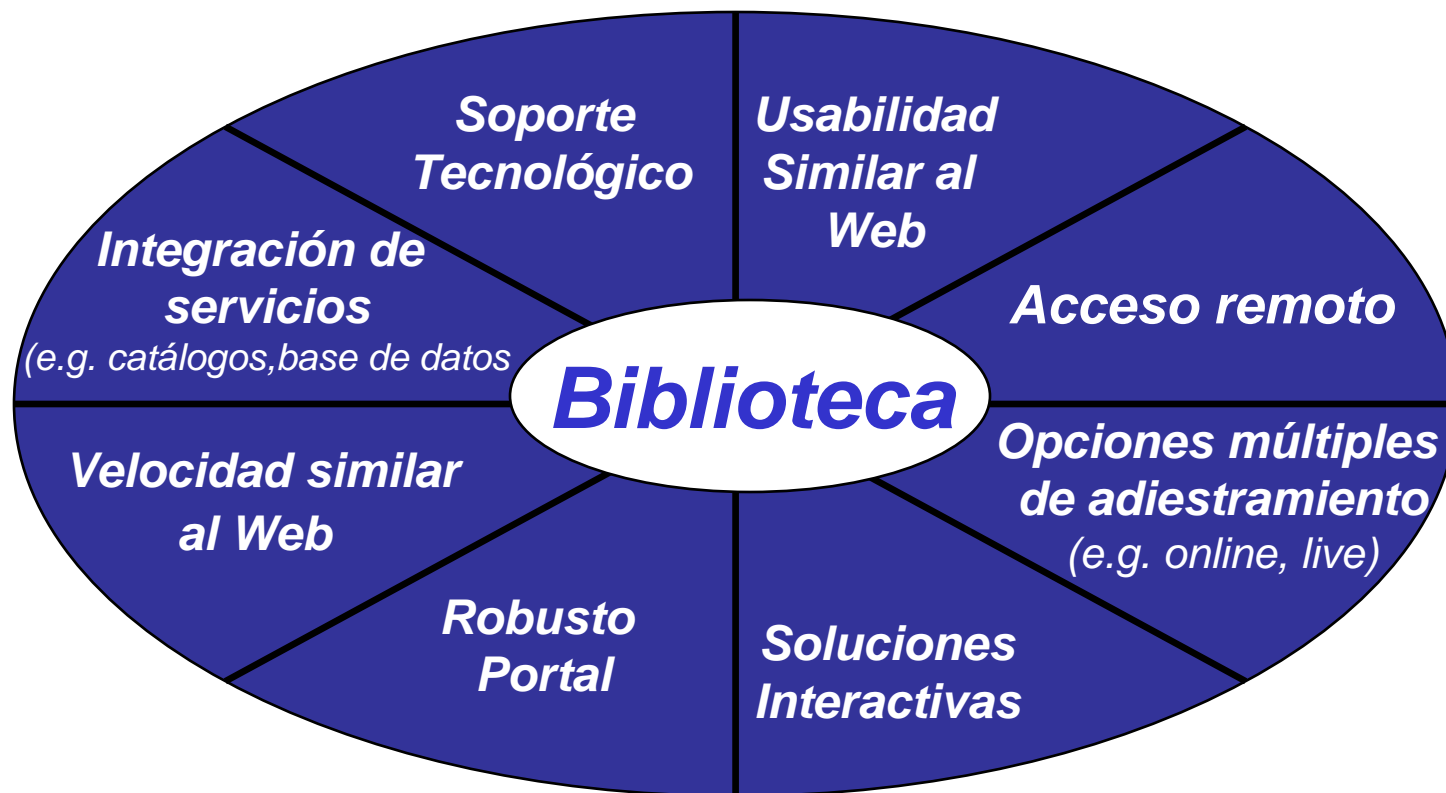 Soporte
Tecnológico
Usabilidad
Similar al
Web
Integración de
servicios
(e.g. catálogos,base de datos
Acceso remoto
Biblioteca
Velocidad similar
al Web
Opciones múltiples
de adiestramiento
(e.g. online, live)
Robusto
Portal
Soluciones
Interactivas